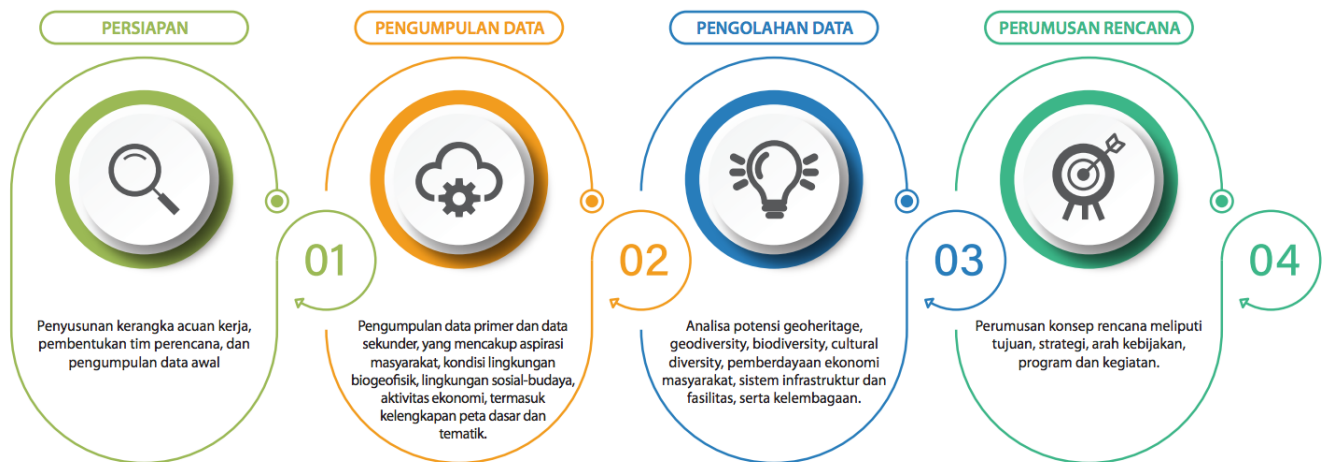 PERSIAPAN
PENGUMPULAN DATA
PENGOLAHAN DATA
PERUMUSAN RENCANA
01
02
03
04
Penyusunan kerangka acuan kerja,
pembentukan tim perencana, dan
pengumpulan data awal
Pengumpulan data primer dan data
sekunder, yang mencakup aspirasi
masyarakat, kondisi lingkungan
biogeofisik, lingkungan sosial-budaya,
aktivitas ekonomi, termasuk
kelengkapan peta dasar dan
tematik.
Analisa potensi geoheritage,
geodiversity, biodiversity, cultural
diversity, pemberdayaan ekonomi
masyarakat, sistem infrastruktur dan
fasilitas, serta kelembagaan.
Perumusan konsep rencana meliputi
tujuan, strategi, arah kebijakan,
program dan kegiatan.